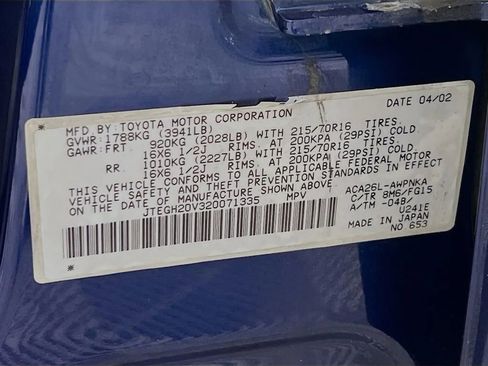 MFD.BY:TOYOTA MOTOR CORPORATION DATE 04/02
GVWR:1788KG (3941LB)
GAWR:FRT. 920KG (2028LB) WITH 215/70R16 TIRES.
16X6 1/2J RIMS. AT 200KPA (29PSI) COLD
RR. 1010KG (2227LB) WITH 215/70R16 TIRES.
16X6 1/2J RIMS. AT 200KPA (29PSI) COLD
THIS VEHICLE CONFORMS TO ALL APPLICABLE FEDERAL MOTOR
VEHICLE SAFETY AND THEFT PREVENTION STANDARDS IN EFFECT
ON THE DATE OF MANUFACTURE SHOWN ABOVE.
JTEGH20V320071335 MPV
ACA26L-AWPNKA
C/TR 8M6/FG15
A/TM -04B/
U241E
MADE IN JAPAN
NO 653